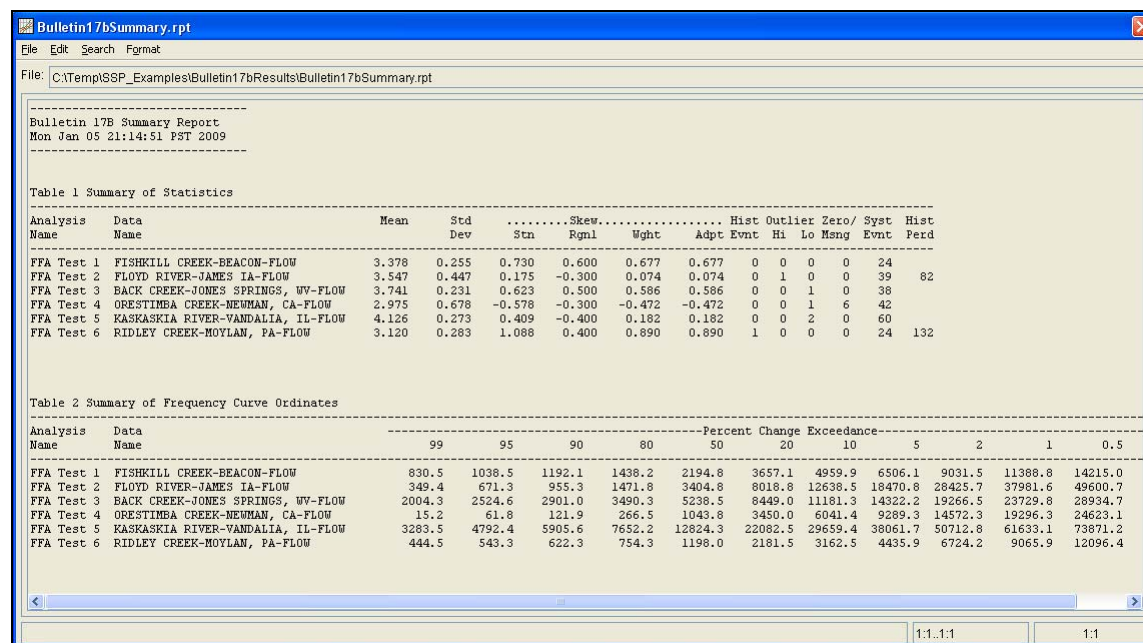 Bulletin17bSummary.rpt
File Edit Search Format
File: C:\Temp\SSP_Examples\Bulletin17bResults\Bulletin17bSummary.rpt
-------------------------------
Bulletin 17B Summary Report
Mon Jan 05 21:14:51 PST 2009
-------------------------------
Table 1 Summary of Statistics
Analysis Data Mean Std .........Skew................. Hist Outlier Zero/ Syst Hist
Name Name Dev Stn Rgnl Wght Adpt Evnt Hi Lo Msng Evnt Perd
FFA Test 1 FISHKILL CREEK-BEACON-FLOW 3.378 0.255 0.730 0.600 0.677 0.677 0 0 0 0 24
FFA Test 2 FLOYD RIVER-JAMES IA-FLOW 3.547 0.447 0.175 -0.300 0.074 0.074 0 1 0 0 39 82
FFA Test 3 BACK CREEK-JONES SPRINGS, WV-FLOW 3.741 0.231 0.623 0.500 0.586 0.586 0 0 1 0 38
FFA Test 4 ORESTIMBA CREEK-NEWMAN, CA-FLOW 2.975 0.678 -0.578 -0.300 -0.472 -0.472 0 0 1 6 42
FFA Test 5 KASKASKIA RIVER-VANDALIA, IL-FLOW 4.126 0.273 0.409 -0.400 0.182 0.182 0 0 2 0 60
FFA Test 6 RIDLEY CREEK-MOYLAN, PA-FLOW 3.120 0.283 1.088 0.400 0.890 0.890 1 0 0 0 24 132
Table 2 Summary of Frequency Curve Ordinates
Analysis Data -----Percent Change Exceedance-----
Name Name 99 95 90 80 50 20 10 5 2 1 0.5
FFA Test 1 FISHKILL CREEK-BEACON-FLOW 830.5 1038.5 1192.1 1438.2 2194.8 3657.1 4959.9 6506.1 9031.5 11388.8 14215.0
FFA Test 2 FLOYD RIVER-JAMES IA-FLOW 349.4 671.3 955.3 1471.8 3404.8 8018.8 12638.5 18470.8 28425.7 37981.6 49600.7
FFA Test 3 BACK CREEK-JONES SPRINGS, WV-FLOW 2004.3 2524.6 2901.0 3490.3 5238.5 8449.0 11181.3 14322.2 19266.5 23729.8 28934.7
FFA Test 4 ORESTIMBA CREEK-NEWMAN, CA-FLOW 15.2 61.8 121.9 266.5 1043.8 3450.0 6041.4 9289.3 14572.3 19296.3 24623.1
FFA Test 5 KASKASKIA RIVER-VANDALIA, IL-FLOW 3283.5 4792.4 5905.6 7652.2 12824.3 22082.5 29659.4 38061.7 50712.8 61633.1 73871.2
FFA Test 6 RIDLEY CREEK-MOYLAN, PA-FLOW 444.5 543.3 622.3 754.3 1198.0 2181.5 3162.5 4435.9 6724.2 9065.9 12096.4
1:1..1:1 1:1